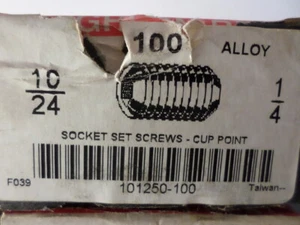 100 ALLOY
10
24
1
4
SOCKET SET SCREWS - CUP POINT
F039 101250-100 Taiwan--